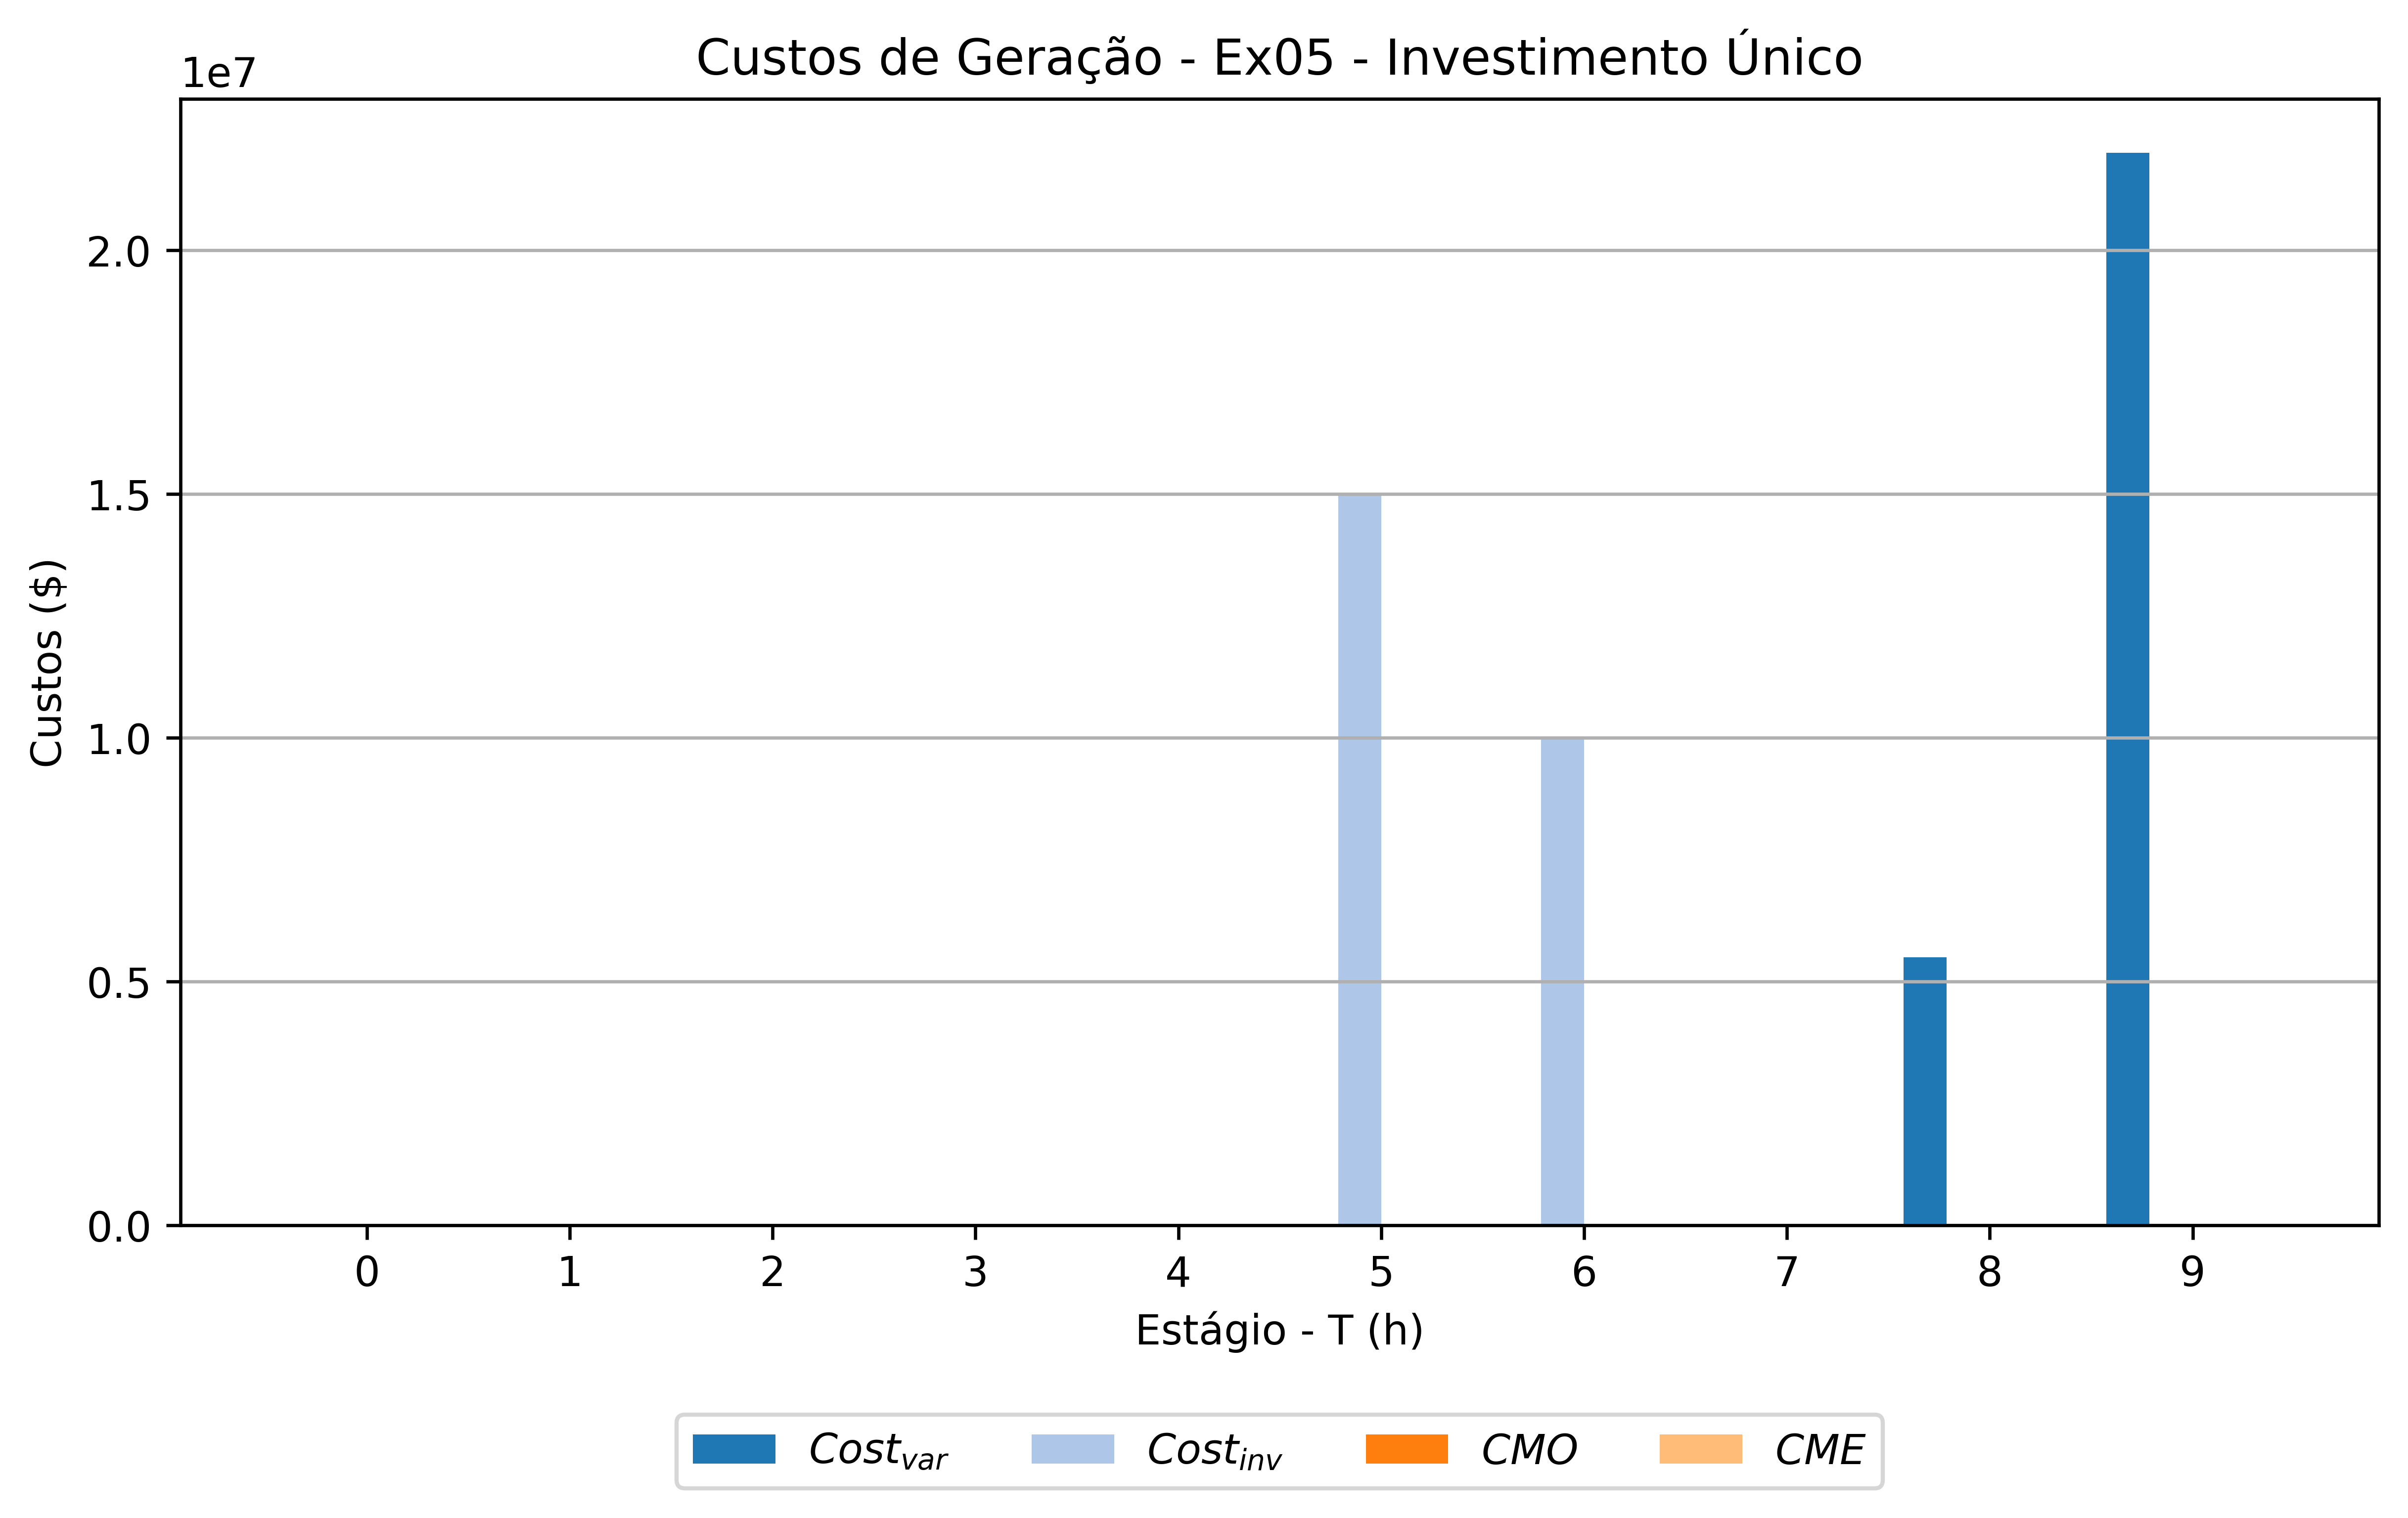 Custos de Geração - Ex05 - Investimento Único
1e7
2.0
1.5
1.0
0.5
0.0
Custos ($)
0 1 2 3 4 5 6 7 8 9
Estágio - T (h)
Cost_var Cost_inv CMO CME